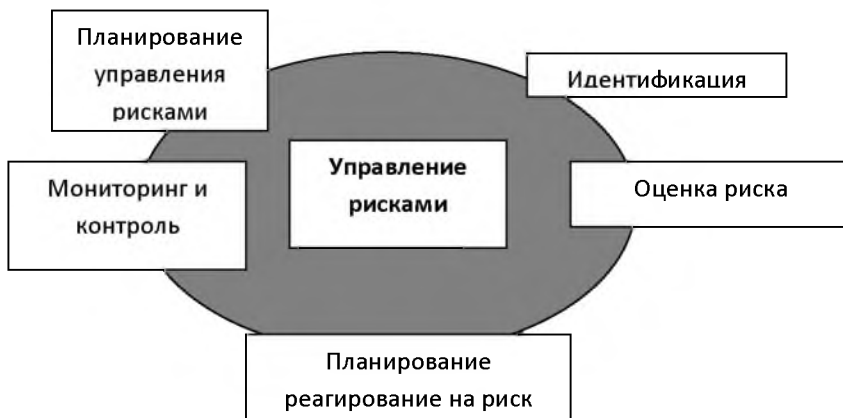 Планирование
управления
рисками
Идентификация
Управление
рисками
Мониторинг и
контроль
Оценка риска
Планирование
реагирование на риск